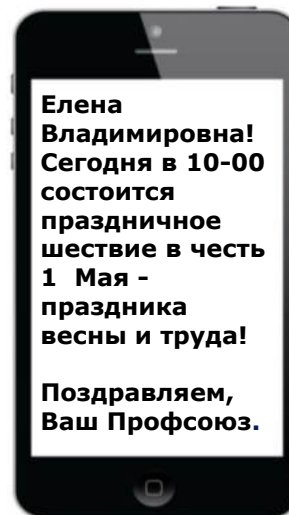 Елена
Владимировна!
Сегодня в 10-00
состоится
праздничное
шествие в честь
1 Мая -
праздника
весны и труда!
Поздравляем,
Ваш Профсоюз.